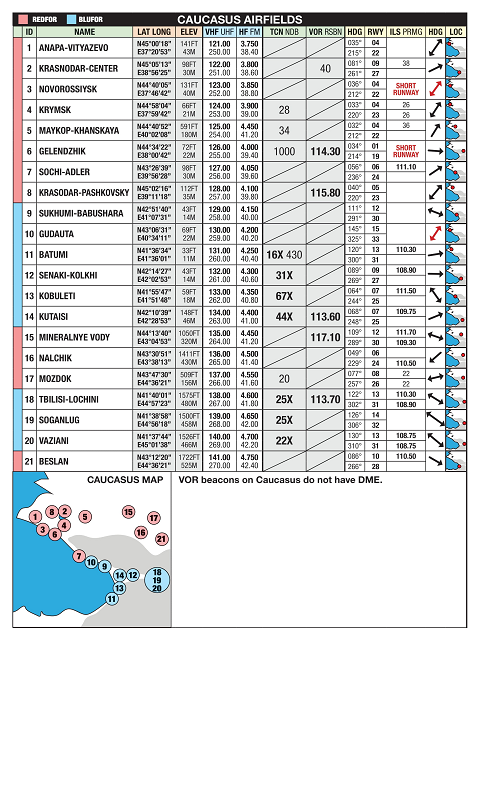 REDFOR BLUFOR CAUCASUS AIRFIELDS
ID NAME LAT LONG ELEV VHF UHF HF FM TCN NDB VOR RSBN HDG RWY ILS PRMG HDG LOC
1 ANAPA-VITYAZEVO N45°00'18" 141FT 121.00 3.750 035° 04
E37°20'53" 43M 250.00 38.40 215° 22
2 KRASNODAR-CENTER N45°05'13" 98FT 122.00 3.800 40 081° 09 38
E38°56'25" 30M 251.00 38.60 261° 27
3 NOVOROSSIYSK N44°40'05" 131FT 123.00 3.850 036° 04 SHORT
E37°46'42" 40M 252.00 38.80 212° 22 RUNWAY
4 KRYMSK N44°58'04" 66FT 124.00 3.900 28 033° 04 26
E37°59'42" 21M 253.00 39.00 220° 23 26
5 MAYKOP-KHANSKAYA N44°40'52" 591FT 125.00 4.450 34 032° 04 36
E40°02'08" 180M 254.00 41.20 212° 22
6 GELENDZHIK N44°34'22" 72FT 126.00 4.000 1000 114.30 034° 01 SHORT
E38°00'42" 22M 255.00 39.40 214° 19 RUNWAY
7 SOCHI-ADLER N43°26'39" 98FT 127.00 4.050 056° 06 111.10
E39°56'28" 30M 256.00 39.60 236° 24
8 KRASODAR-PASHKOVSKY N45°02'16" 112FT 128.00 4.100 115.80 040° 05
E39°11'18" 35M 257.00 39.80 220° 23
9 SUKHUMI-BABUSHARA N42°51'40" 43FT 129.00 4.150 111° 12
E41°07'31" 14M 258.00 40.00 291° 30
10 GUDAUTA N43°06'31" 69FT 130.00 4.200 145° 15
E40°34'11" 22M 259.00 40.20 325° 33
11 BATUMI N41°36'34" 33FT 131.00 4.250 16X 430 120° 13 110.30
E41°36'01" 11M 260.00 40.40 300° 31
12 SENAKI-KOLKHI N42°14'27" 43FT 132.00 4.300 31X 089° 09 108.90
E42°02'53" 14M 261.00 40.60 269° 27
13 KOBULETI N41°55'47" 59FT 133.00 4.350 67X 064° 07 111.50
E41°51'48" 18M 262.00 40.80 244° 25
14 KUTAISI N42°10'39" 148FT 134.00 4.400 44X 113.60 068° 07 109.75
E42°28'53" 46M 263.00 41.00 248° 25
15 MINERALNYE VODY N44°13'40" 1050FT 135.00 4.450 117.10 109° 12 111.70
E43°04'53" 320M 264.00 41.20 289° 30 109.30
16 NALCHIK N43°30'51" 1411FT 136.00 4.500 049° 06
E43°38'13" 430M 265.00 41.40 229° 24 110.50
17 MOZDOK N43°47'30" 509FT 137.00 4.550 20 077° 08 22
E44°36'21" 156M 266.00 41.60 257° 26 22
18 TBILISI-LOCHINI N41°40'01" 1575FT 138.00 4.600 25X 113.70 122° 13 110.30
E44°57'23" 480M 267.00 41.80 302° 31 108.90
19 SOGANLUG N41°38'58" 1500FT 139.00 4.650 25X 126° 14
E44°56'18" 458M 268.00 42.00 306° 32
20 VAZIANI N41°37'44" 1526FT 140.00 4.700 22X 130° 13 108.75
E45°01'38" 466M 269.00 42.20 310° 31 108.75
21 BESLAN N43°12'20" 1722FT 141.00 4.750 086° 10 110.50
E44°36'21" 525M 270.00 42.40 266° 28
CAUCASUS MAP VOR beacons on Caucasus do not have DME.
1 8 2 5 15 17
3 4 6 16 21
7 10 9
14 12 18
13 19
11 20